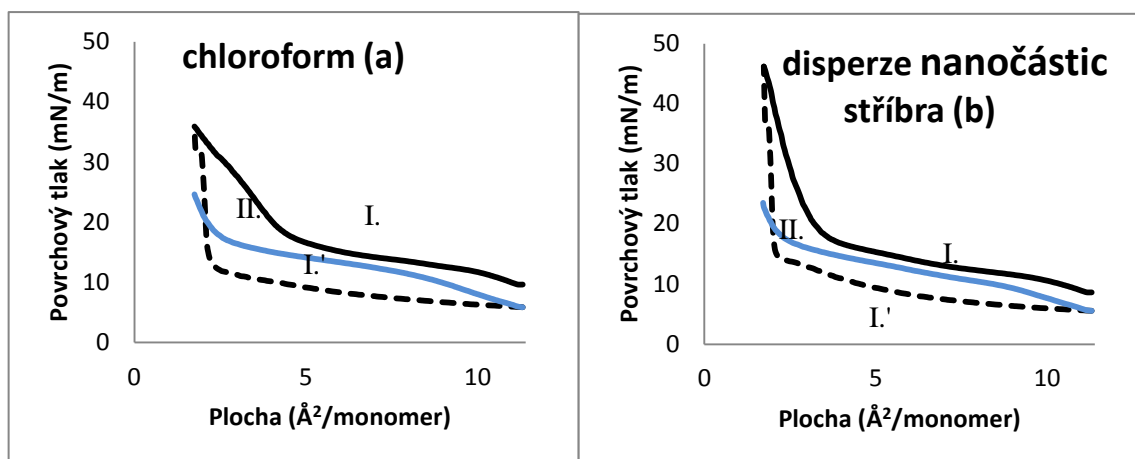 50
40
30
20
10
0
Povrchový tlak (mN/m)
chloroform (a)
II.
I.
I.'
0
5
10
Plocha (Å²/monomer)
50
40
30
20
10
0
Povrchový tlak (mN/m)
disperze nanočástic
stříbra (b)
II.
I.
I.'
0
5
10
Plocha (Å²/monomer)